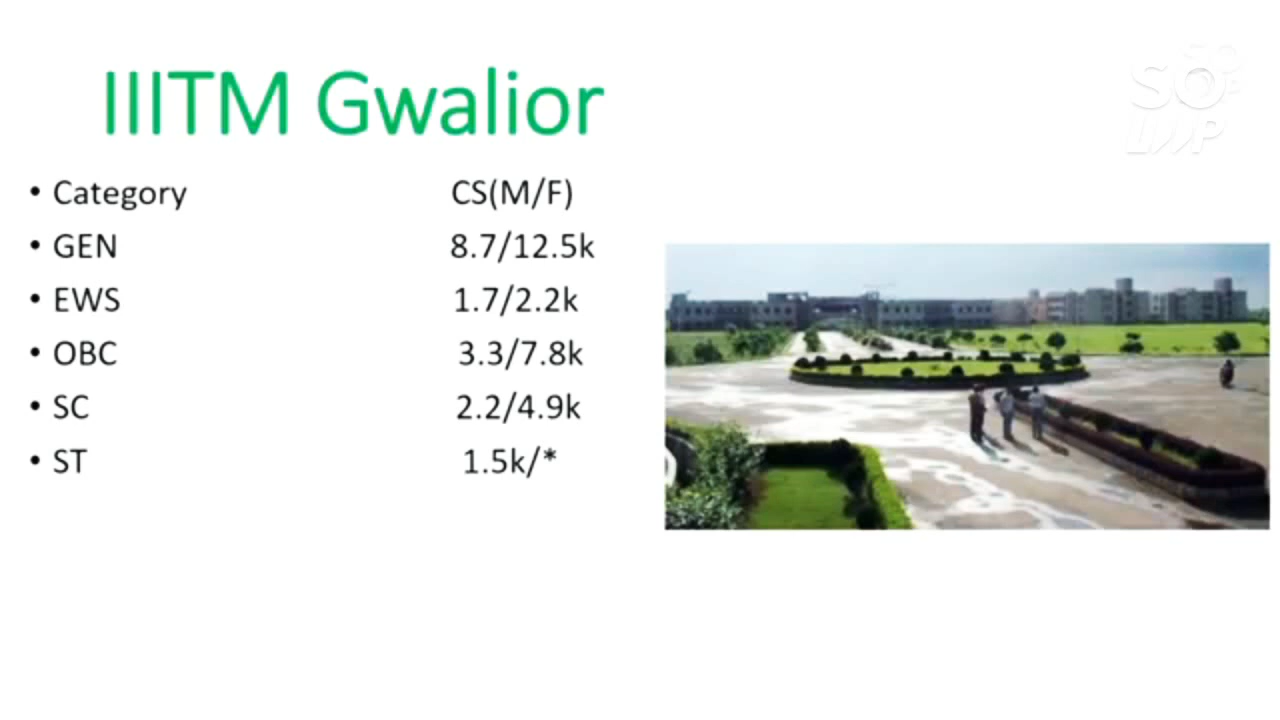 IIITM Gwalior
• Category CS(M/F)
• GEN 8.7/12.5k
• EWS 1.7/2.2k
• OBC 3.3/7.8k
• SC 2.2/4.9k
• ST 1.5k/*